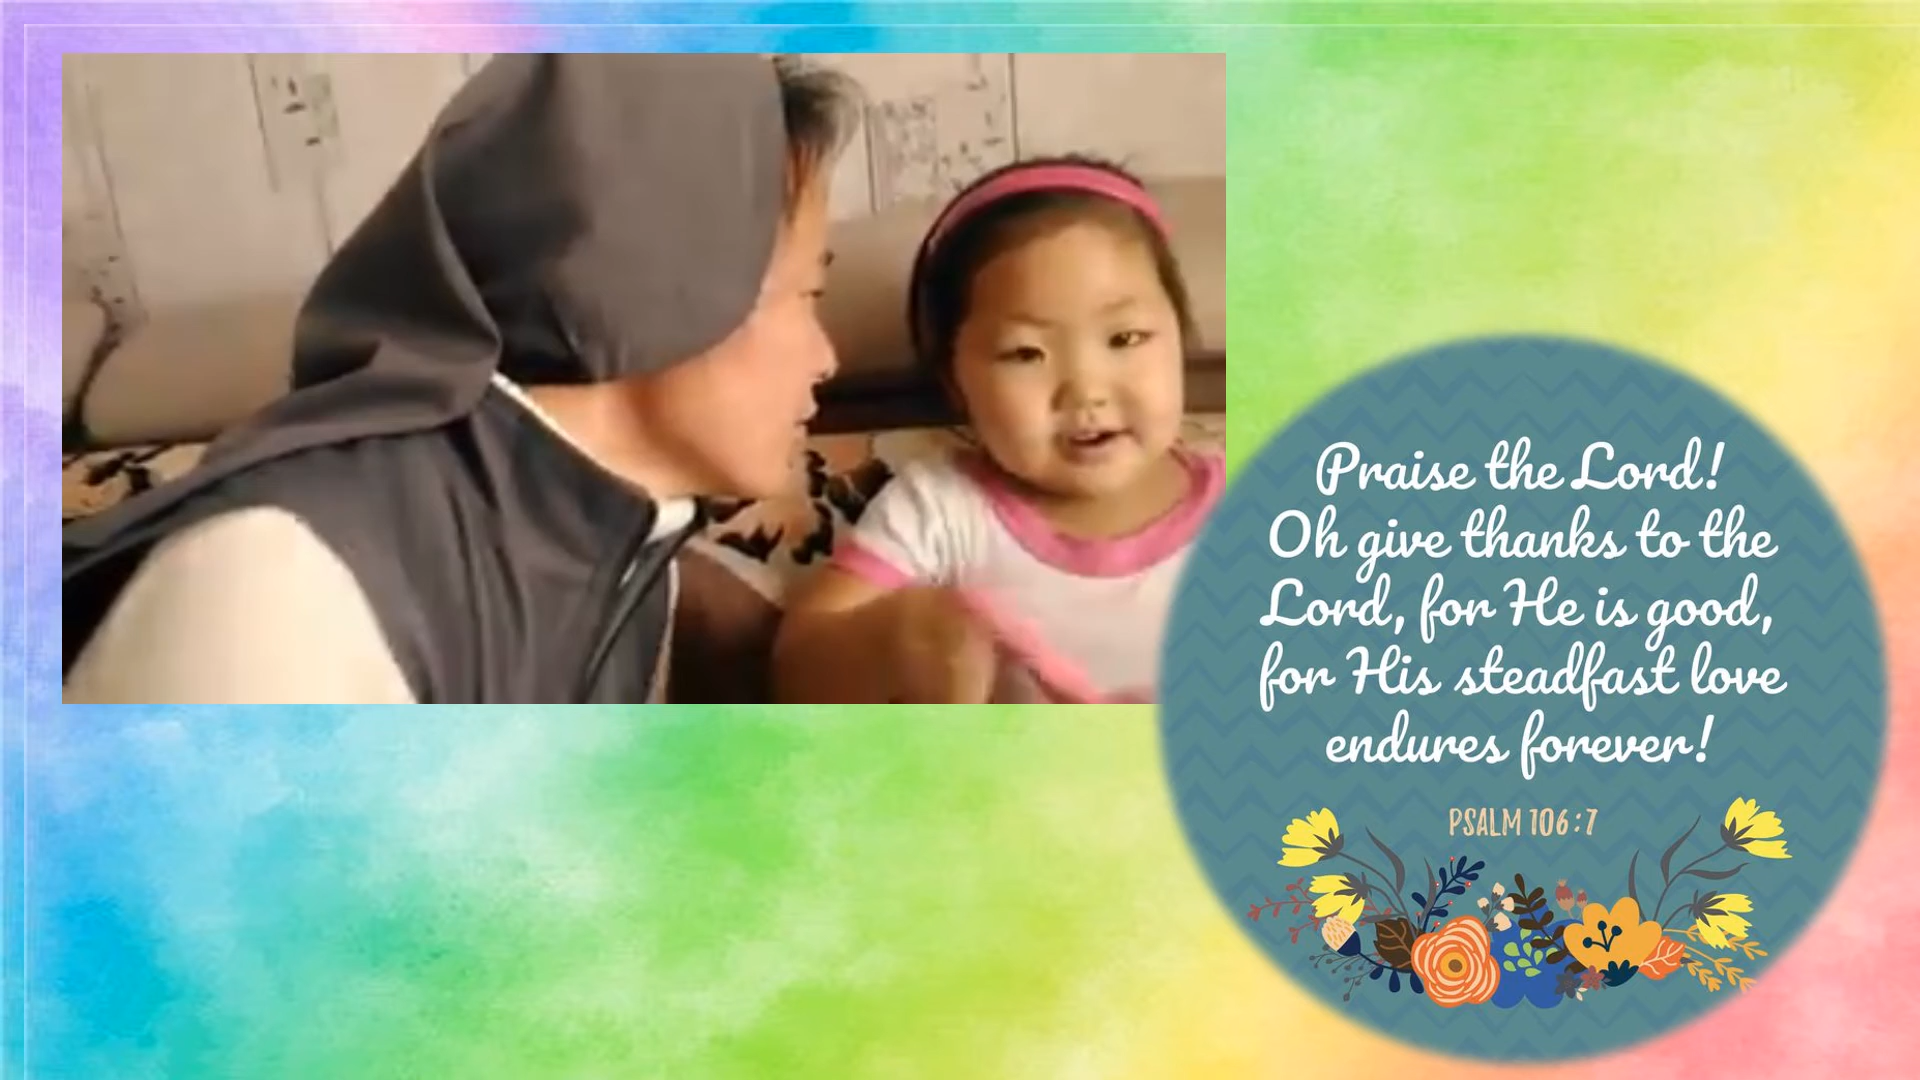 Praise the Lord!
Oh give thanks to the
Lord, for He is good,
for His steadfast love
endures forever!
PSALM 106:7